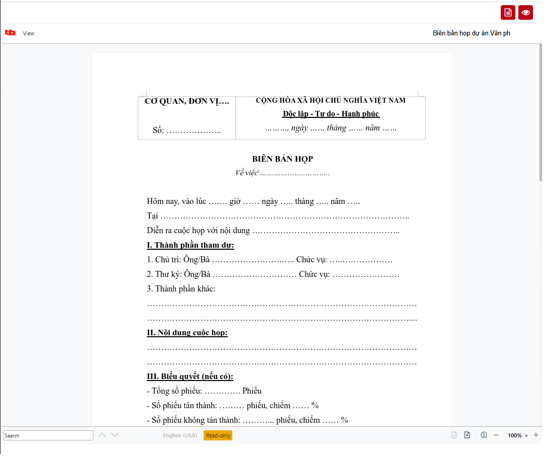 View
Biên bản họp dự án Văn ph
CƠ QUAN, ĐƠN VỊ….
CỘNG HÒA XÃ HỘI CHỦ NGHĨA VIỆT NAM
Độc lập - Tự do - Hạnh phúc
Số: ………………..
………, ngày …… tháng …… năm ……
BIÊN BẢN HỌP
Về việc ………………………..
Hôm nay, vào lúc ….… giờ …… ngày ….. tháng ….. năm …..
Tại ……………………………………………………………………………..
Diễn ra cuộc họp với nội dung ……………………………………………..
I. Thành phần tham dự:
1. Chủ trì: Ông/Bà …………………….….. Chức vụ: …..………………
2. Thư ký: Ông/Bà ………………………… Chức vụ: ……………………
3. Thành phần khác:
………………………………………………………………………………………
……………………………………………………………………………………....
II. Nội dung cuộc họp:
………………………………………………………………………………………
………………………………………………………………………………………
III. Biểu quyết (nếu có):
- Tổng số phiếu: …………. Phiếu
- Số phiếu tán thành: ……… phiếu, chiếm …… %
- Số phiếu không tán thành: ……….. phiếu, chiếm …… %
Search
English (USA)
Read-only
100%